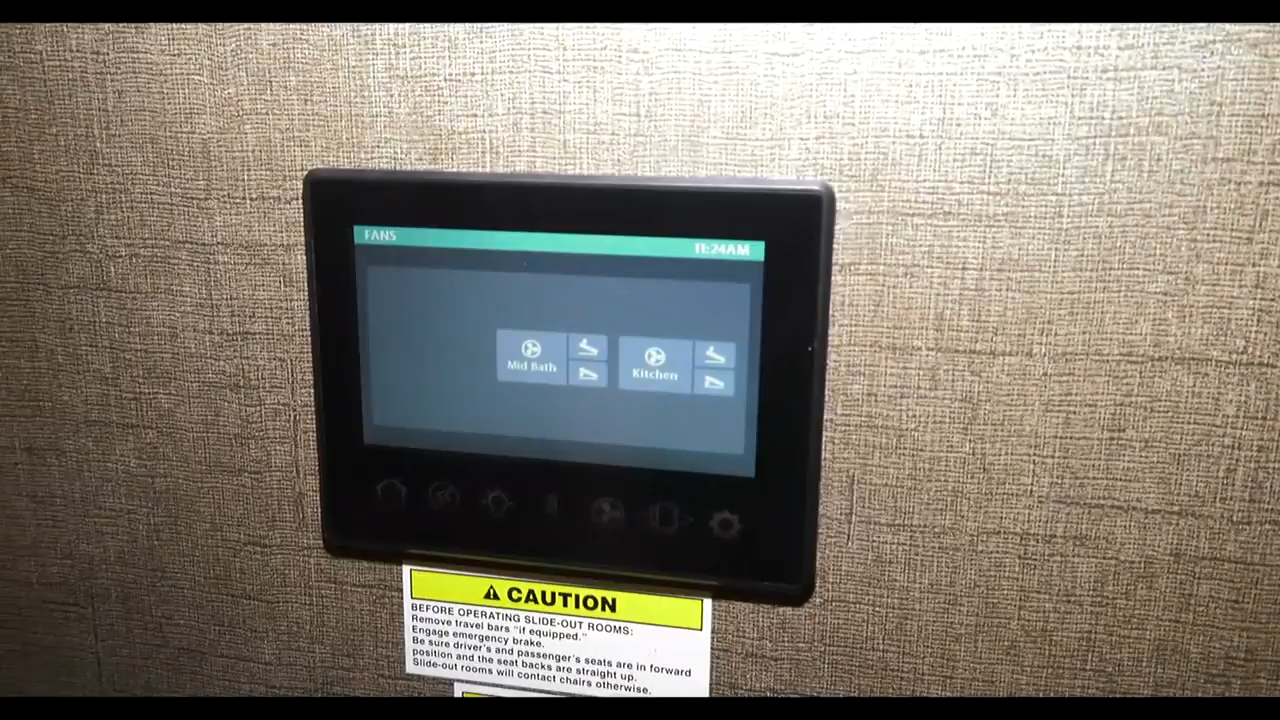 FANS
11:24AM
Mid Bath
Kitchen
CAUTION
BEFORE OPERATING SLIDE-OUT ROOMS:
Remove travel bars "if equipped."
Engage emergency brake.
Be sure driver's and passenger's seats are in forward
position and the seat backs are straight up.
Slide-out rooms will contact chairs otherwise.